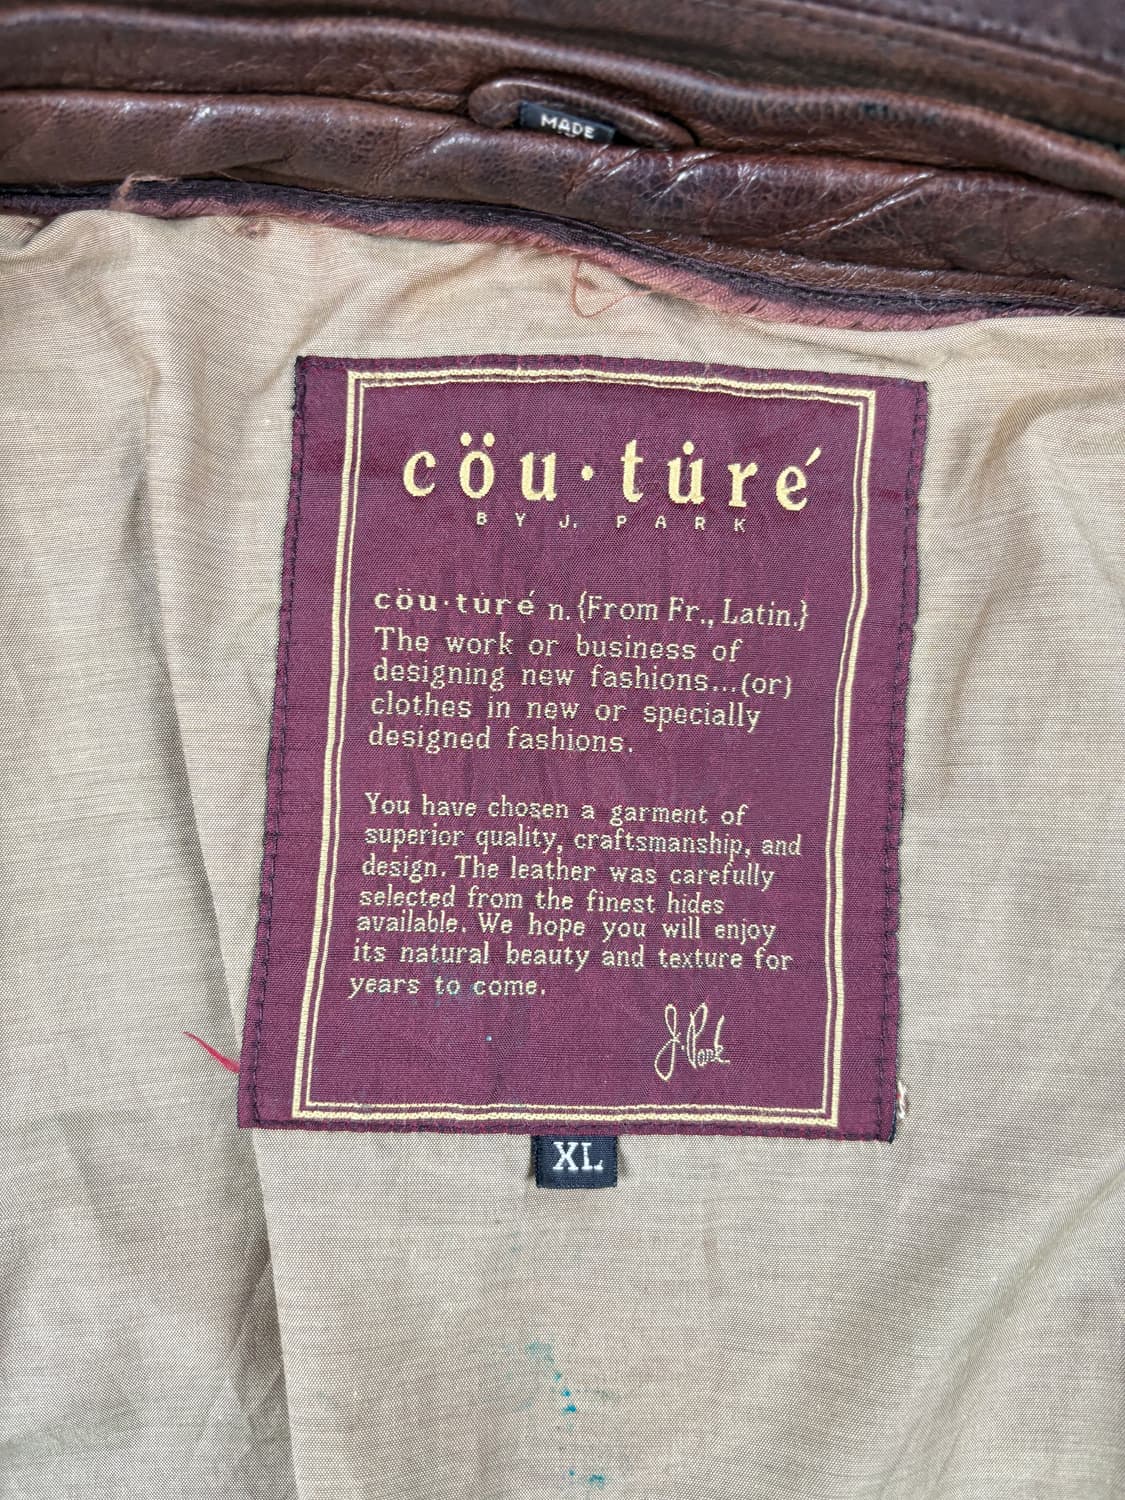 MADE
cöu·túré
BY J. PARK
cöu·túré n. {From Fr., Latin.}
The work or business of
designing new fashions...(or)
clothes in new or specially
designed fashions.
You have chosen a garment of
superior quality, craftsmanship, and
design. The leather was carefully
selected from the finest hides
available. We hope you will enjoy
its natural beauty and texture for
years to come.
J. Park
XL